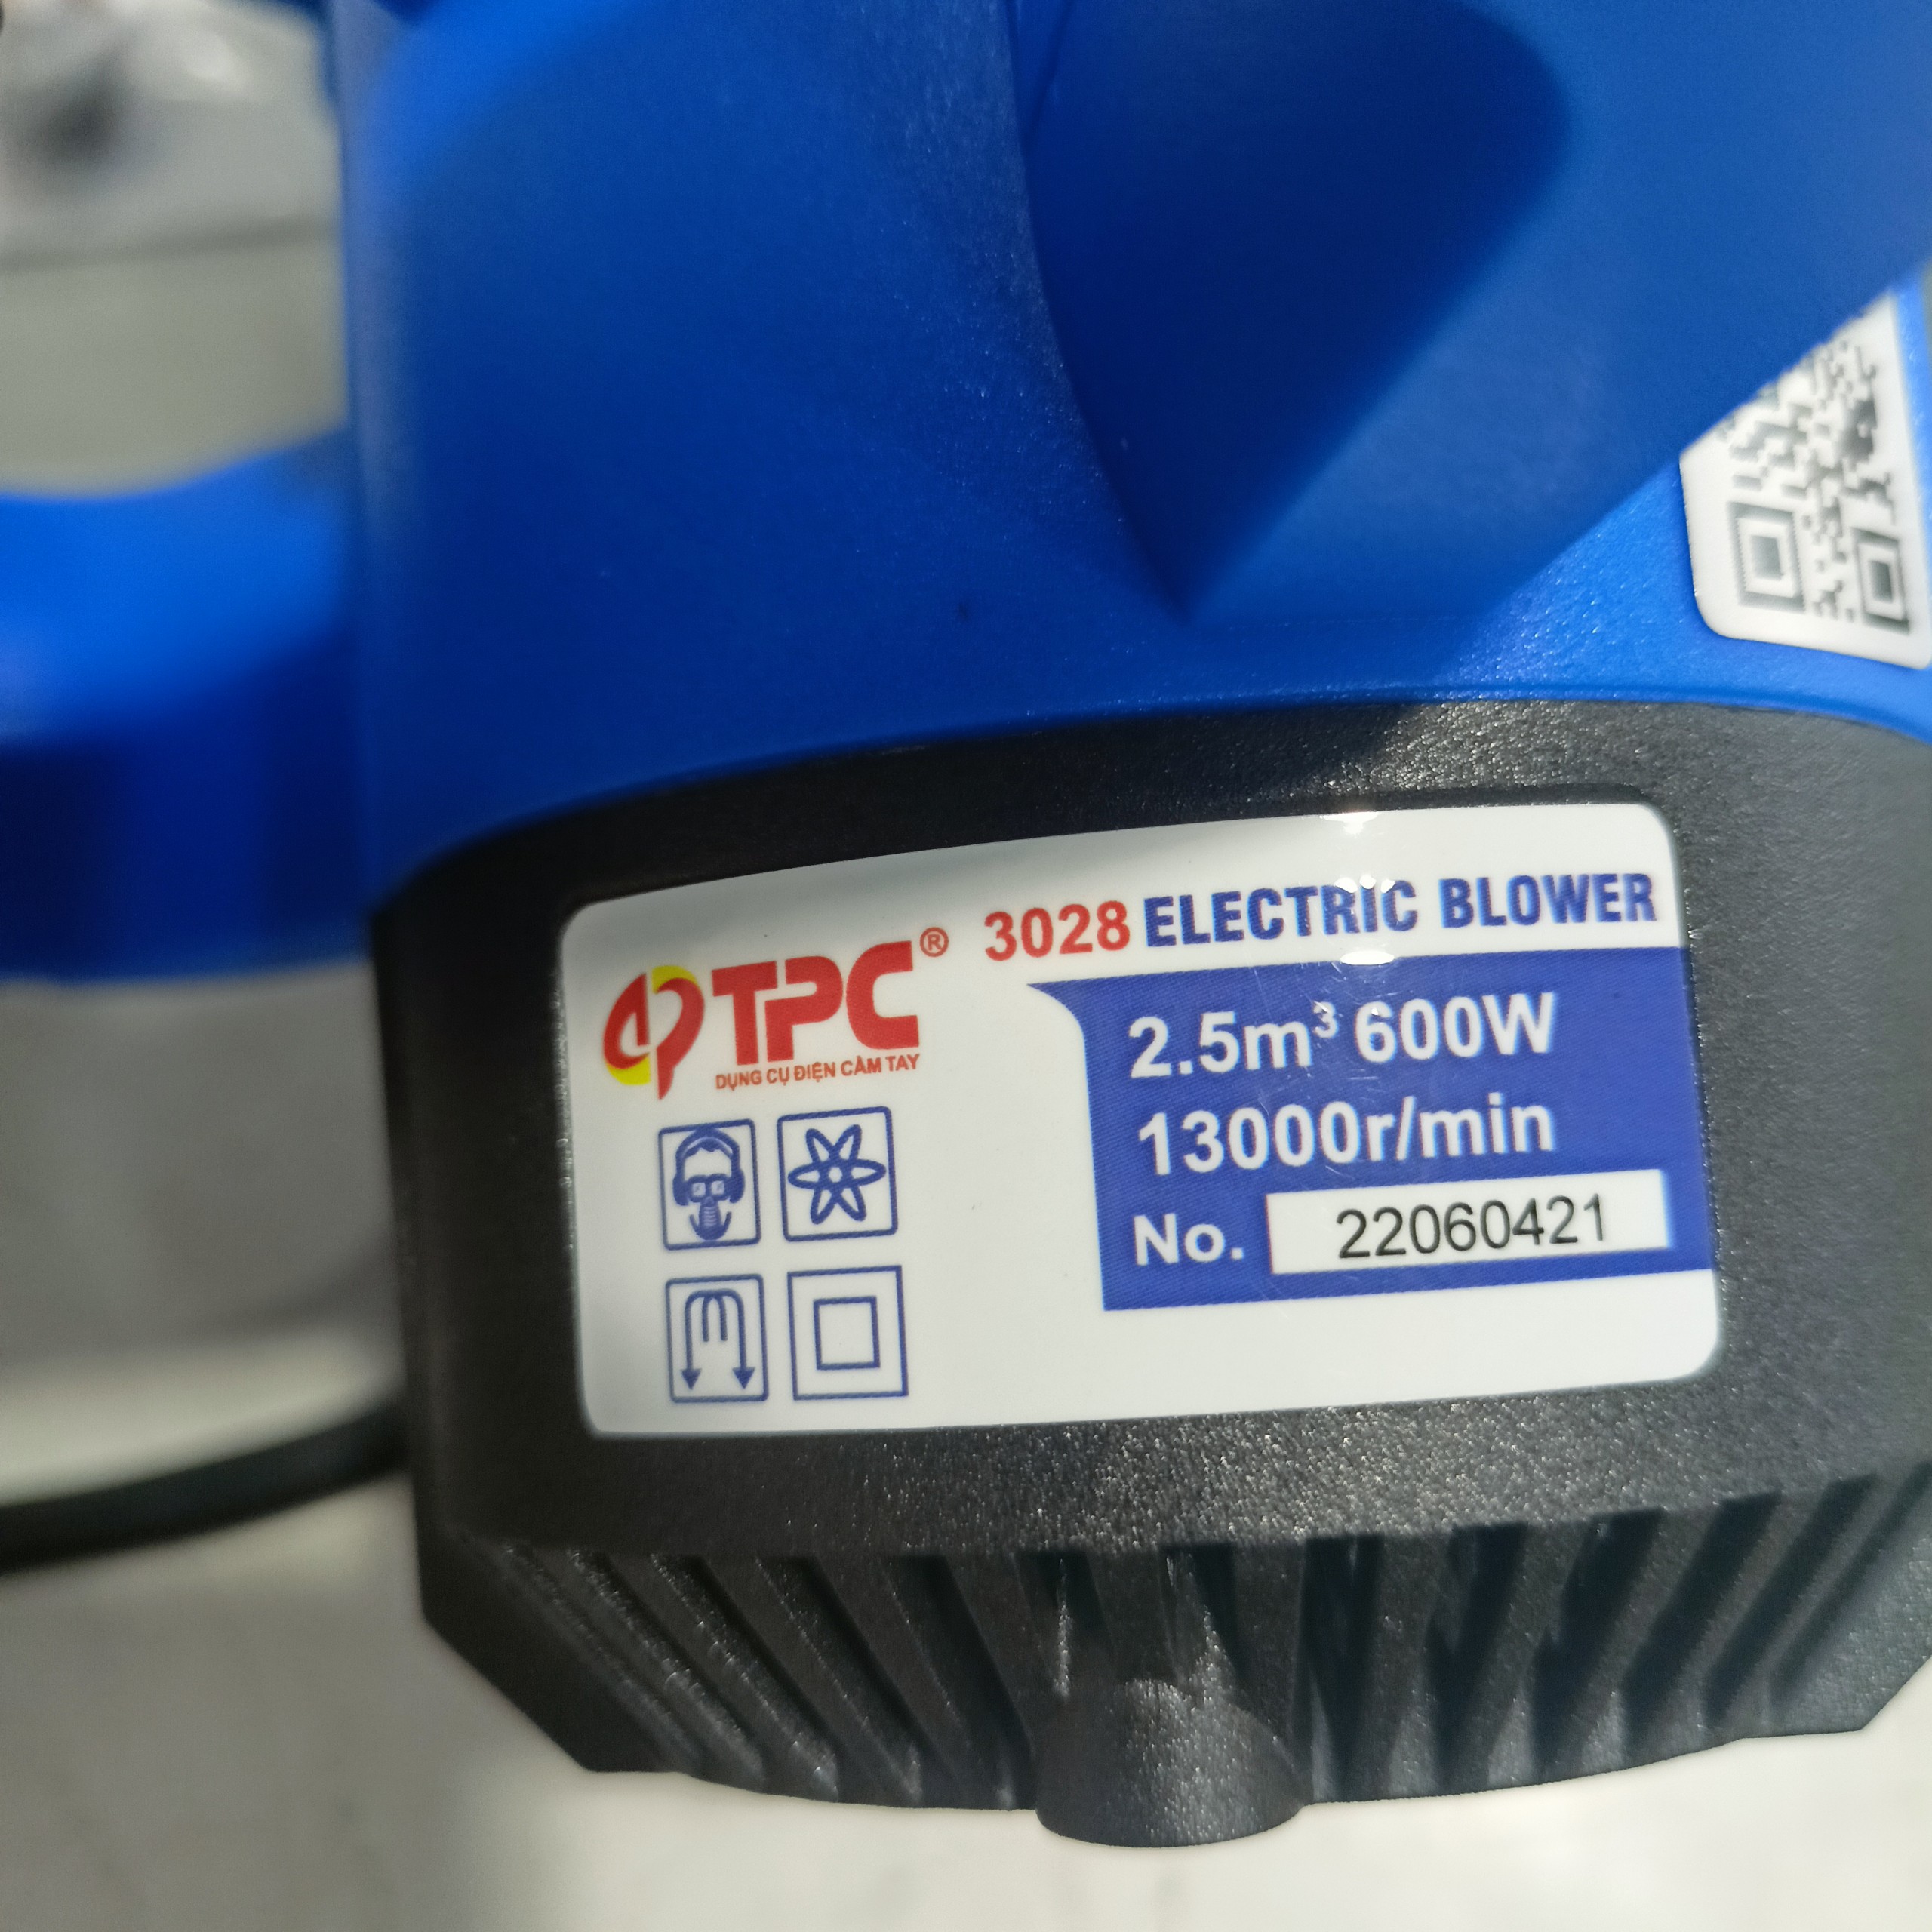 3028 ELECTRIC BLOWER
TPC®
DỤNG CỤ ĐIỆN CẦM TAY
2.5m³ 600W
13000r/min
No. 22060421